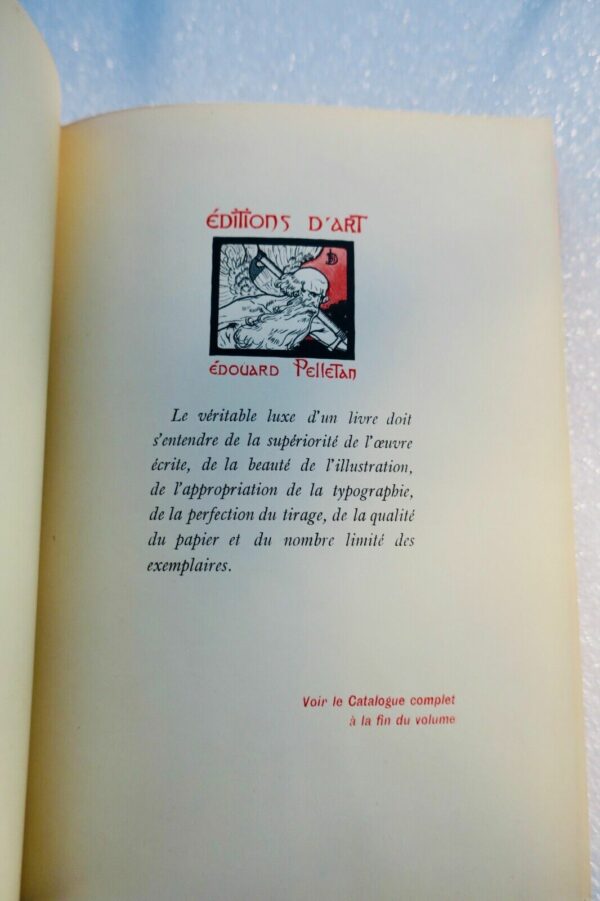 ÉDITIONS D'ART
ÉDOUARD PELLETAN
Le véritable luxe d'un livre doit
s'entendre de la supériorité de l'œuvre
écrite, de la beauté de l'illustration,
de l'appropriation de la typographie,
de la perfection du tirage, de la qualité
du papier et du nombre limité des
exemplaires.
Voir le Catalogue complet
à la fin du volume